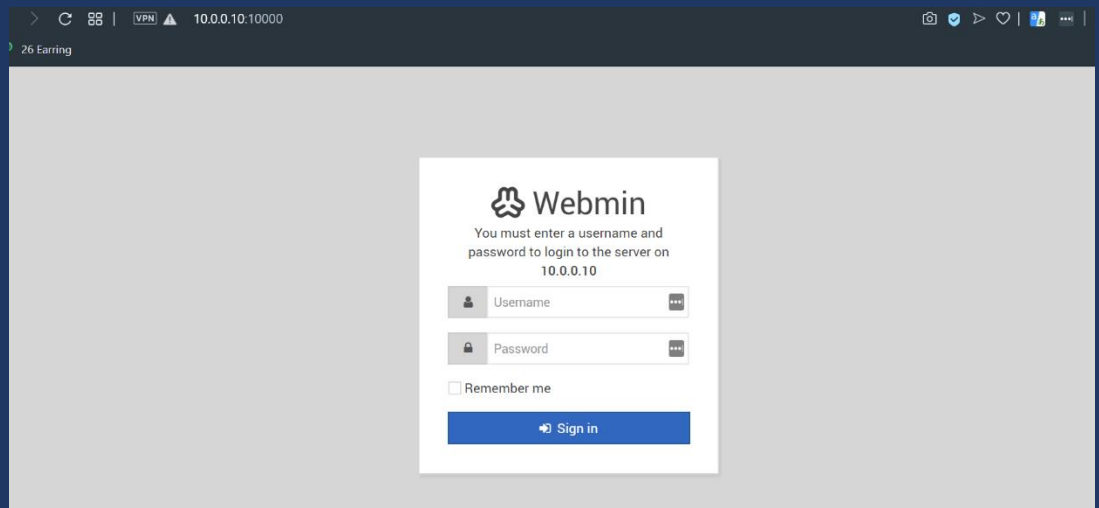 VPN 10.0.0.10:10000
26 Earring
Webmin
You must enter a username and
password to login to the server on
10.0.0.10
Username
Password
Remember me
Sign in